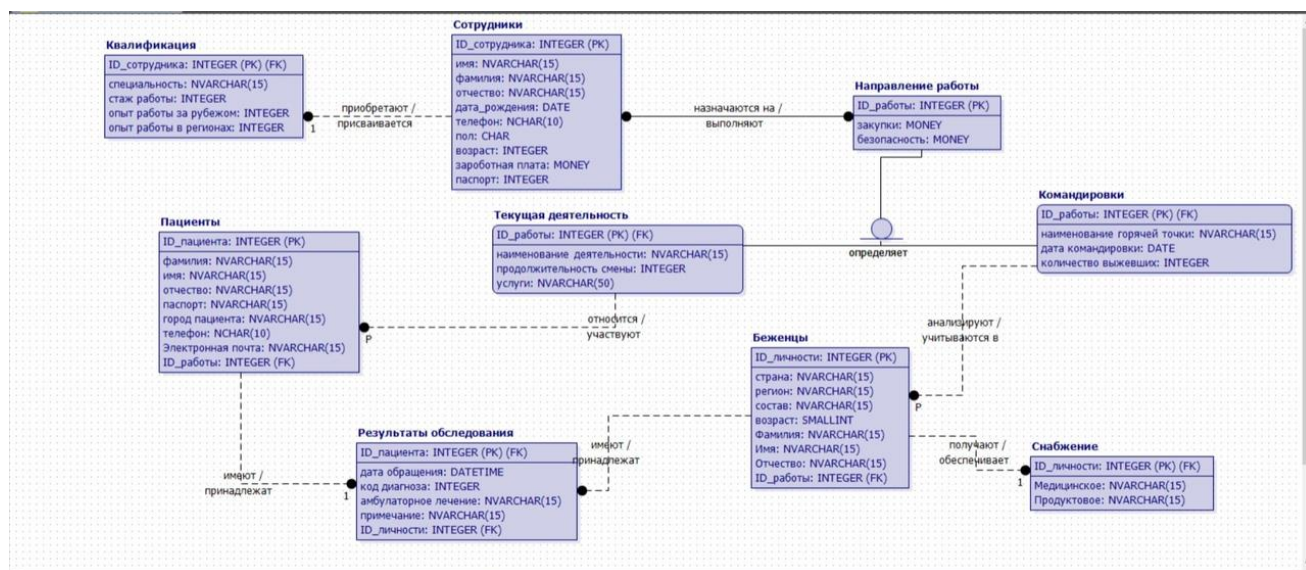 Квалификация
ID_сотрудника: INTEGER (PK) (FK)
специальность: NVARCHAR(15)
стаж работы: INTEGER
опыт работы за рубежом: INTEGER
опыт работы в регионах: INTEGER
1
приобретают /
присваивается
Сотрудники
ID_сотрудника: INTEGER (PK)
имя: NVARCHAR(15)
фамилия: NVARCHAR(15)
отчество: NVARCHAR(15)
дата_рождения: DATE
телефон: NCHAR(10)
пол: CHAR
возраст: INTEGER
зароботная плата: MONEY
паспорт: INTEGER
назначаются на /
выполняют
Направление работы
ID_работы: INTEGER (PK)
закупки: MONEY
безопасность: MONEY
определяет
Командировки
ID_работы: INTEGER (PK) (FK)
наименование горячей точки: NVARCHAR(15)
дата командировки: DATE
количество выжевших: INTEGER
Текущая деятельность
ID_работы: INTEGER (PK) (FK)
наименование деятельности: NVARCHAR(15)
продолжительность смены: INTEGER
услуги: NVARCHAR(50)
Пациенты
ID_пациента: INTEGER (PK)
фамилия: NVARCHAR(15)
имя: NVARCHAR(15)
отчество: NVARCHAR(15)
паспорт: NVARCHAR(15)
город пациента: NVARCHAR(15)
телефон: NCHAR(10)
Электронная почта: NVARCHAR(15)
ID_работы: INTEGER (FK)
P
относится /
участвуют
анализируют /
учитываются в
Беженцы
ID_личности: INTEGER (PK)
страна: NVARCHAR(15)
регион: NVARCHAR(15)
состав: NVARCHAR(15)
возраст: SMALLINT
Фамилия: NVARCHAR(15)
Имя: NVARCHAR(15)
Отчество: NVARCHAR(15)
ID_работы: INTEGER (FK)
P
получают /
обеспечивает
1
Снабжение
ID_личности: INTEGER (PK) (FK)
Медицинское: NVARCHAR(15)
Продуктовое: NVARCHAR(15)
имеют /
принадлежат
Результаты обследования
ID_пациента: INTEGER (PK) (FK)
дата обращения: DATETIME
код диагноза: INTEGER
амбулаторное лечение: NVARCHAR(15)
примечание: NVARCHAR(15)
ID_личности: INTEGER (FK)
имеют /
принадлежат
1